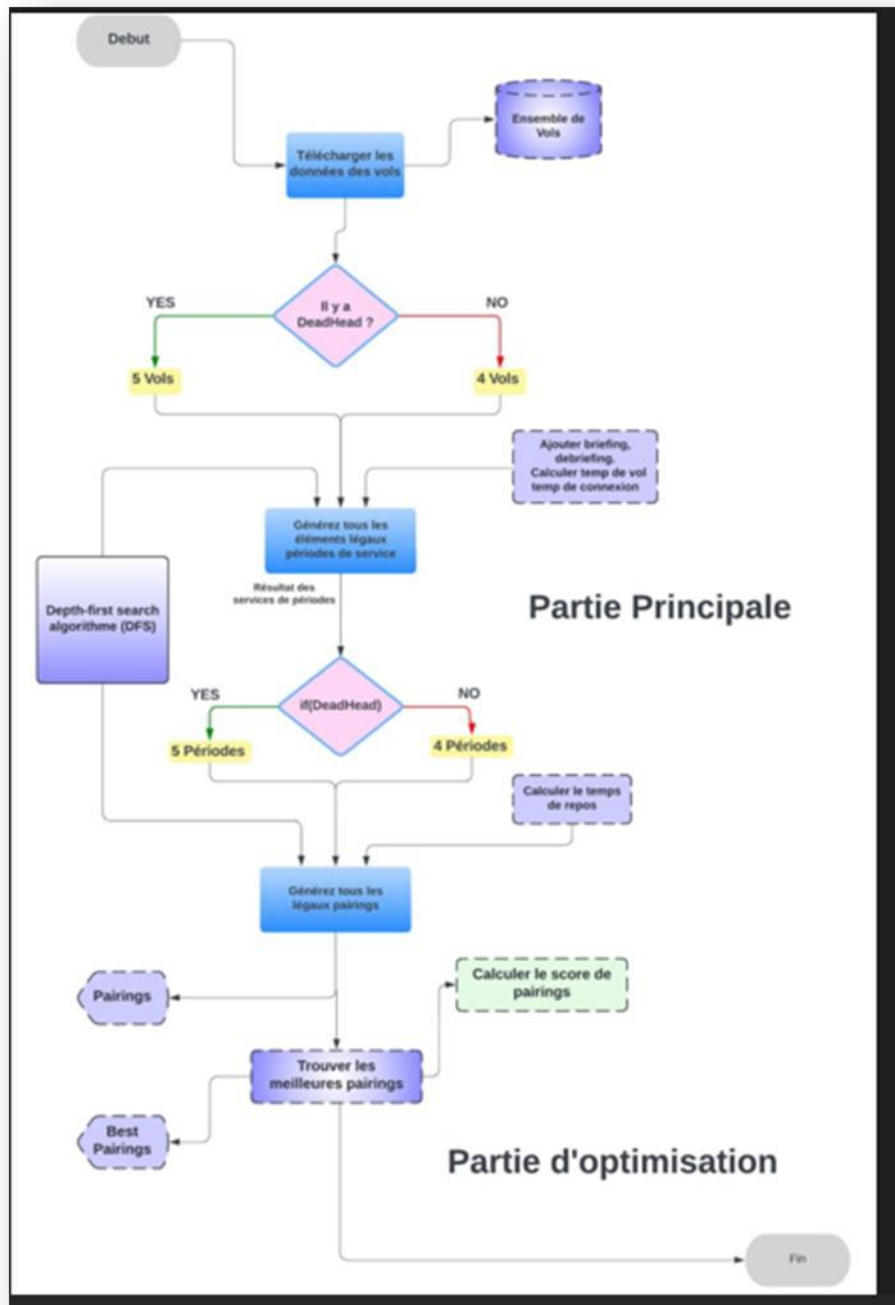 Debut
Ensemble de
Vols
Télécharger les
données des vols
Il y a
DeadHead ?
YES
NO
5 Vols
4 Vols
Ajouter briefing,
debriefing.
Calculer temp de vol
temp de connexion
Générez tous les
éléments légaux
périodes de service
Résultat des
services de périodes
Depth-first search
algorithme (DFS)
Partie Principale
if(DeadHead)
YES
NO
5 Périodes
4 Périodes
Calculer le temps
de repos
Générez tous les
légaux pairings
Pairings
Calculer le score de
pairings
Trouver les
meilleures pairings
Best
Pairings
Partie d'optimisation
Fin